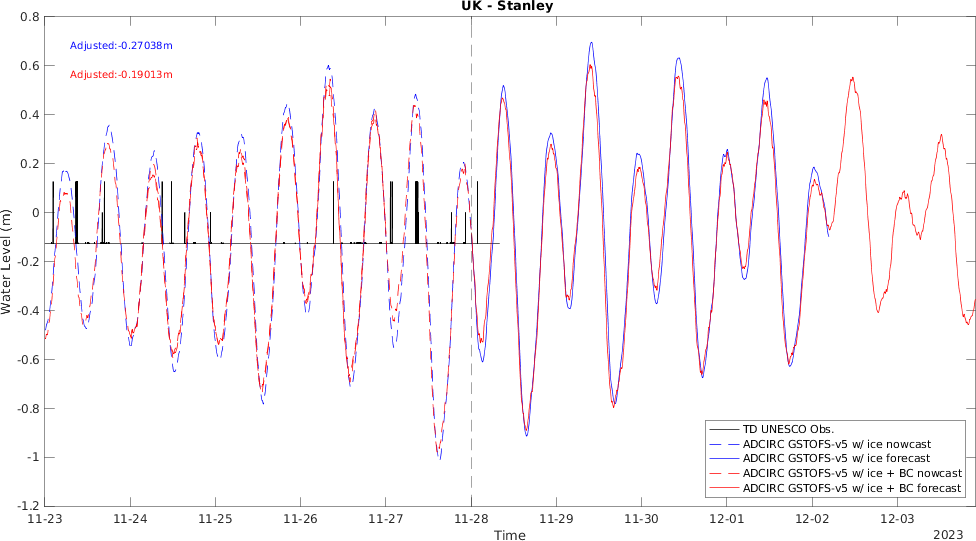 UK - Stanley
Adjusted:-0.27038m
Adjusted:-0.19013m
0.8
0.6
0.4
0.2
0
-0.2
-0.4
-0.6
-0.8
-1
-1.2
Water Level (m)
TD UNESCO Obs.
ADCIRC GSTOFS-v5 w/ ice nowcast
ADCIRC GSTOFS-v5 w/ ice forecast
ADCIRC GSTOFS-v5 w/ ice + BC nowcast
ADCIRC GSTOFS-v5 w/ ice + BC forecast
11-23 11-24 11-25 11-26 11-27 11-28 11-29 11-30 12-01 12-02 12-03
Time
2023